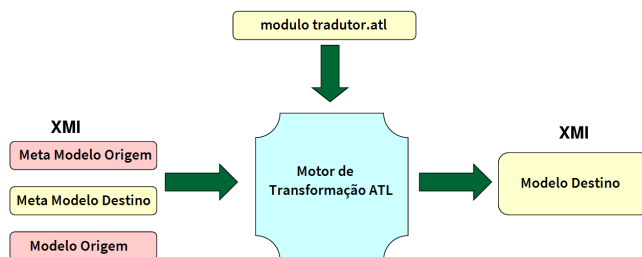 modulo tradutor.atl
XMI
Meta Modelo Origem
Meta Modelo Destino
Modelo Origem
Motor de
Transformação ATL
XMI
Modelo Destino